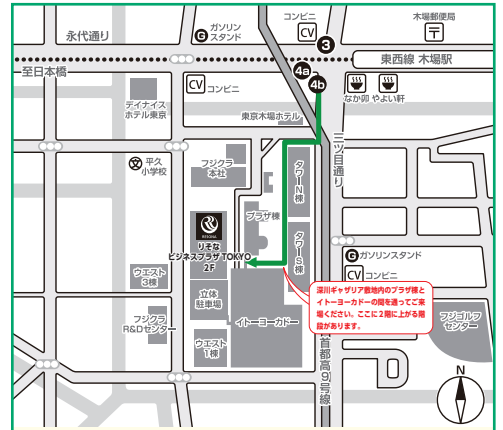 永代通り
ガソリン
スタンド
G
コンビニ
CV
3
木場郵便局
〒
至日本橋
東西線 木場駅
4a
4b
CV コンビニ
なか卯 やよい軒
デイナイス
ホテル東京
東京木場ホテル
三ツ目通り
文 平久
小学校
フジクラ
本社
タワーN棟
プラザ棟
RESONA
りそな
ビジネスプラザ TOKYO
2F
タワーS棟
G ガソリンスタンド
CV コンビニ
ウエスト
3棟
立体
駐車場
イトーヨーカドー
深川ギャザリア敷地内のプラザ棟と
イトーヨーカドーの間を通ってご来
場ください。ここに2階に上がる階
段があります。
フジクラ
R&Dセンター
ウエスト
1棟
首都高9号線
フジゴルフ
センター
N